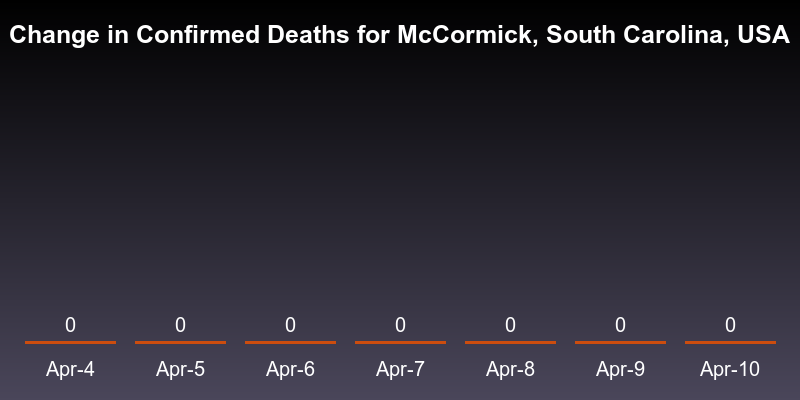 Change in Confirmed Deaths for McCormick, South Carolina, USA
0 0 0 0 0 0 0
Apr-4 Apr-5 Apr-6 Apr-7 Apr-8 Apr-9 Apr-10